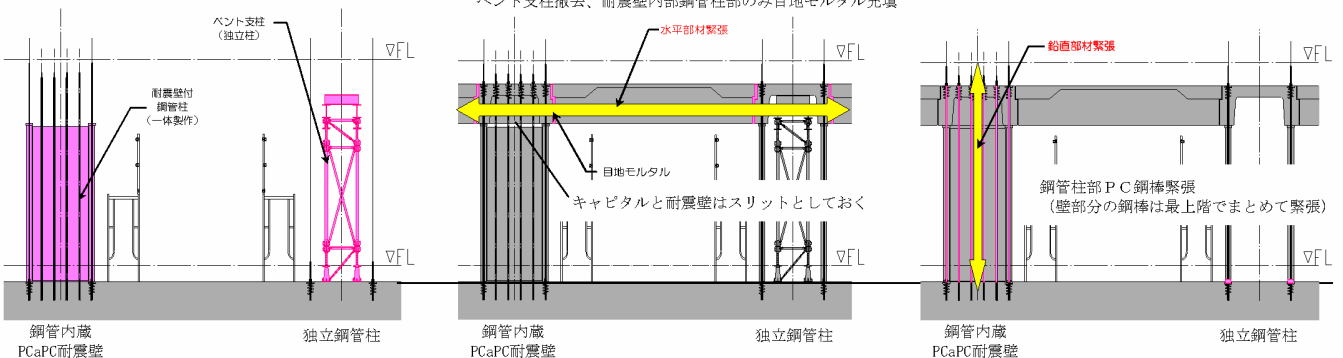 ベント支柱撤去、耐震壁内部鋼管柱部のみ目地モルタル充填
ベント支柱
(独立柱)
▽FL
耐震壁付
鋼管柱
(一体製作)
▽FL
鋼管内蔵
PCaPC耐震壁
独立鋼管柱
水平部材緊張
▽FL
目地モルタル
キャピタルと耐震壁はスリットとしておく
▽FL
鋼管内蔵
PCaPC耐震壁
独立鋼管柱
鉛直部材緊張
▽FL
鋼管柱部PC鋼棒緊張
(壁部分の鋼棒は最上階でまとめて緊張)
▽FL
鋼管内蔵
PCaPC耐震壁
独立鋼管柱